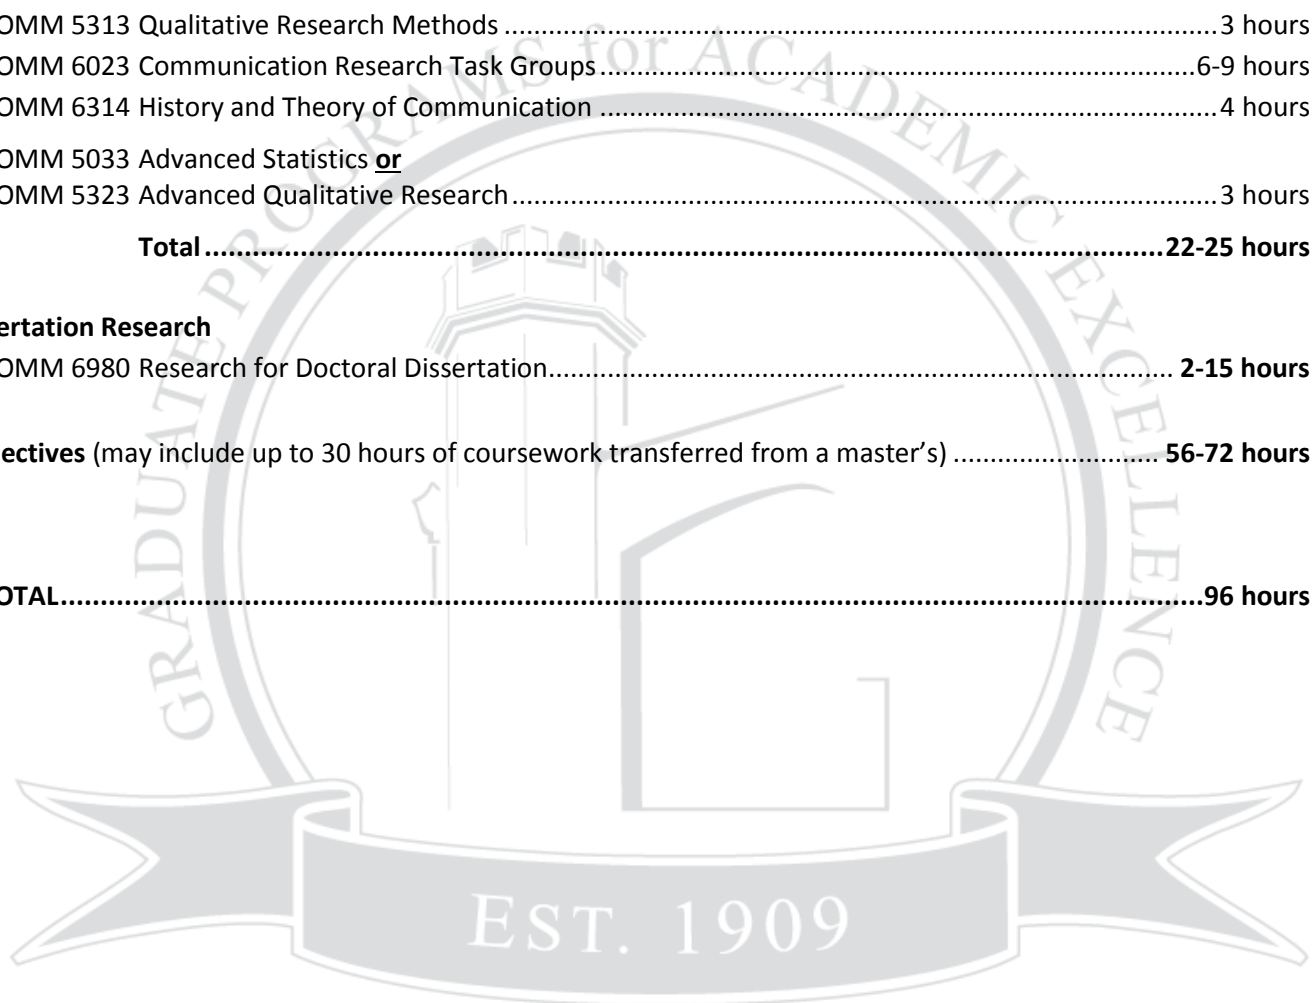 OMM 5313 Qualitative Research Methods ........ 3 hours
OMM 6023 Communication Research Task Groups ........ 6-9 hours
OMM 6314 History and Theory of Communication ........ 4 hours
OMM 5033 Advanced Statistics or
OMM 5323 Advanced Qualitative Research ........ 3 hours
Total ........ 22-25 hours
ertation Research
OMM 6980 Research for Doctoral Dissertation ........ 2-15 hours
ectives (may include up to 30 hours of coursework transferred from a master’s) ........ 56-72 hours
OTAL ........ 96 hours
GRADUATE PROGRAMS for ACADEMIC EXCELLENCE
EST. 1909